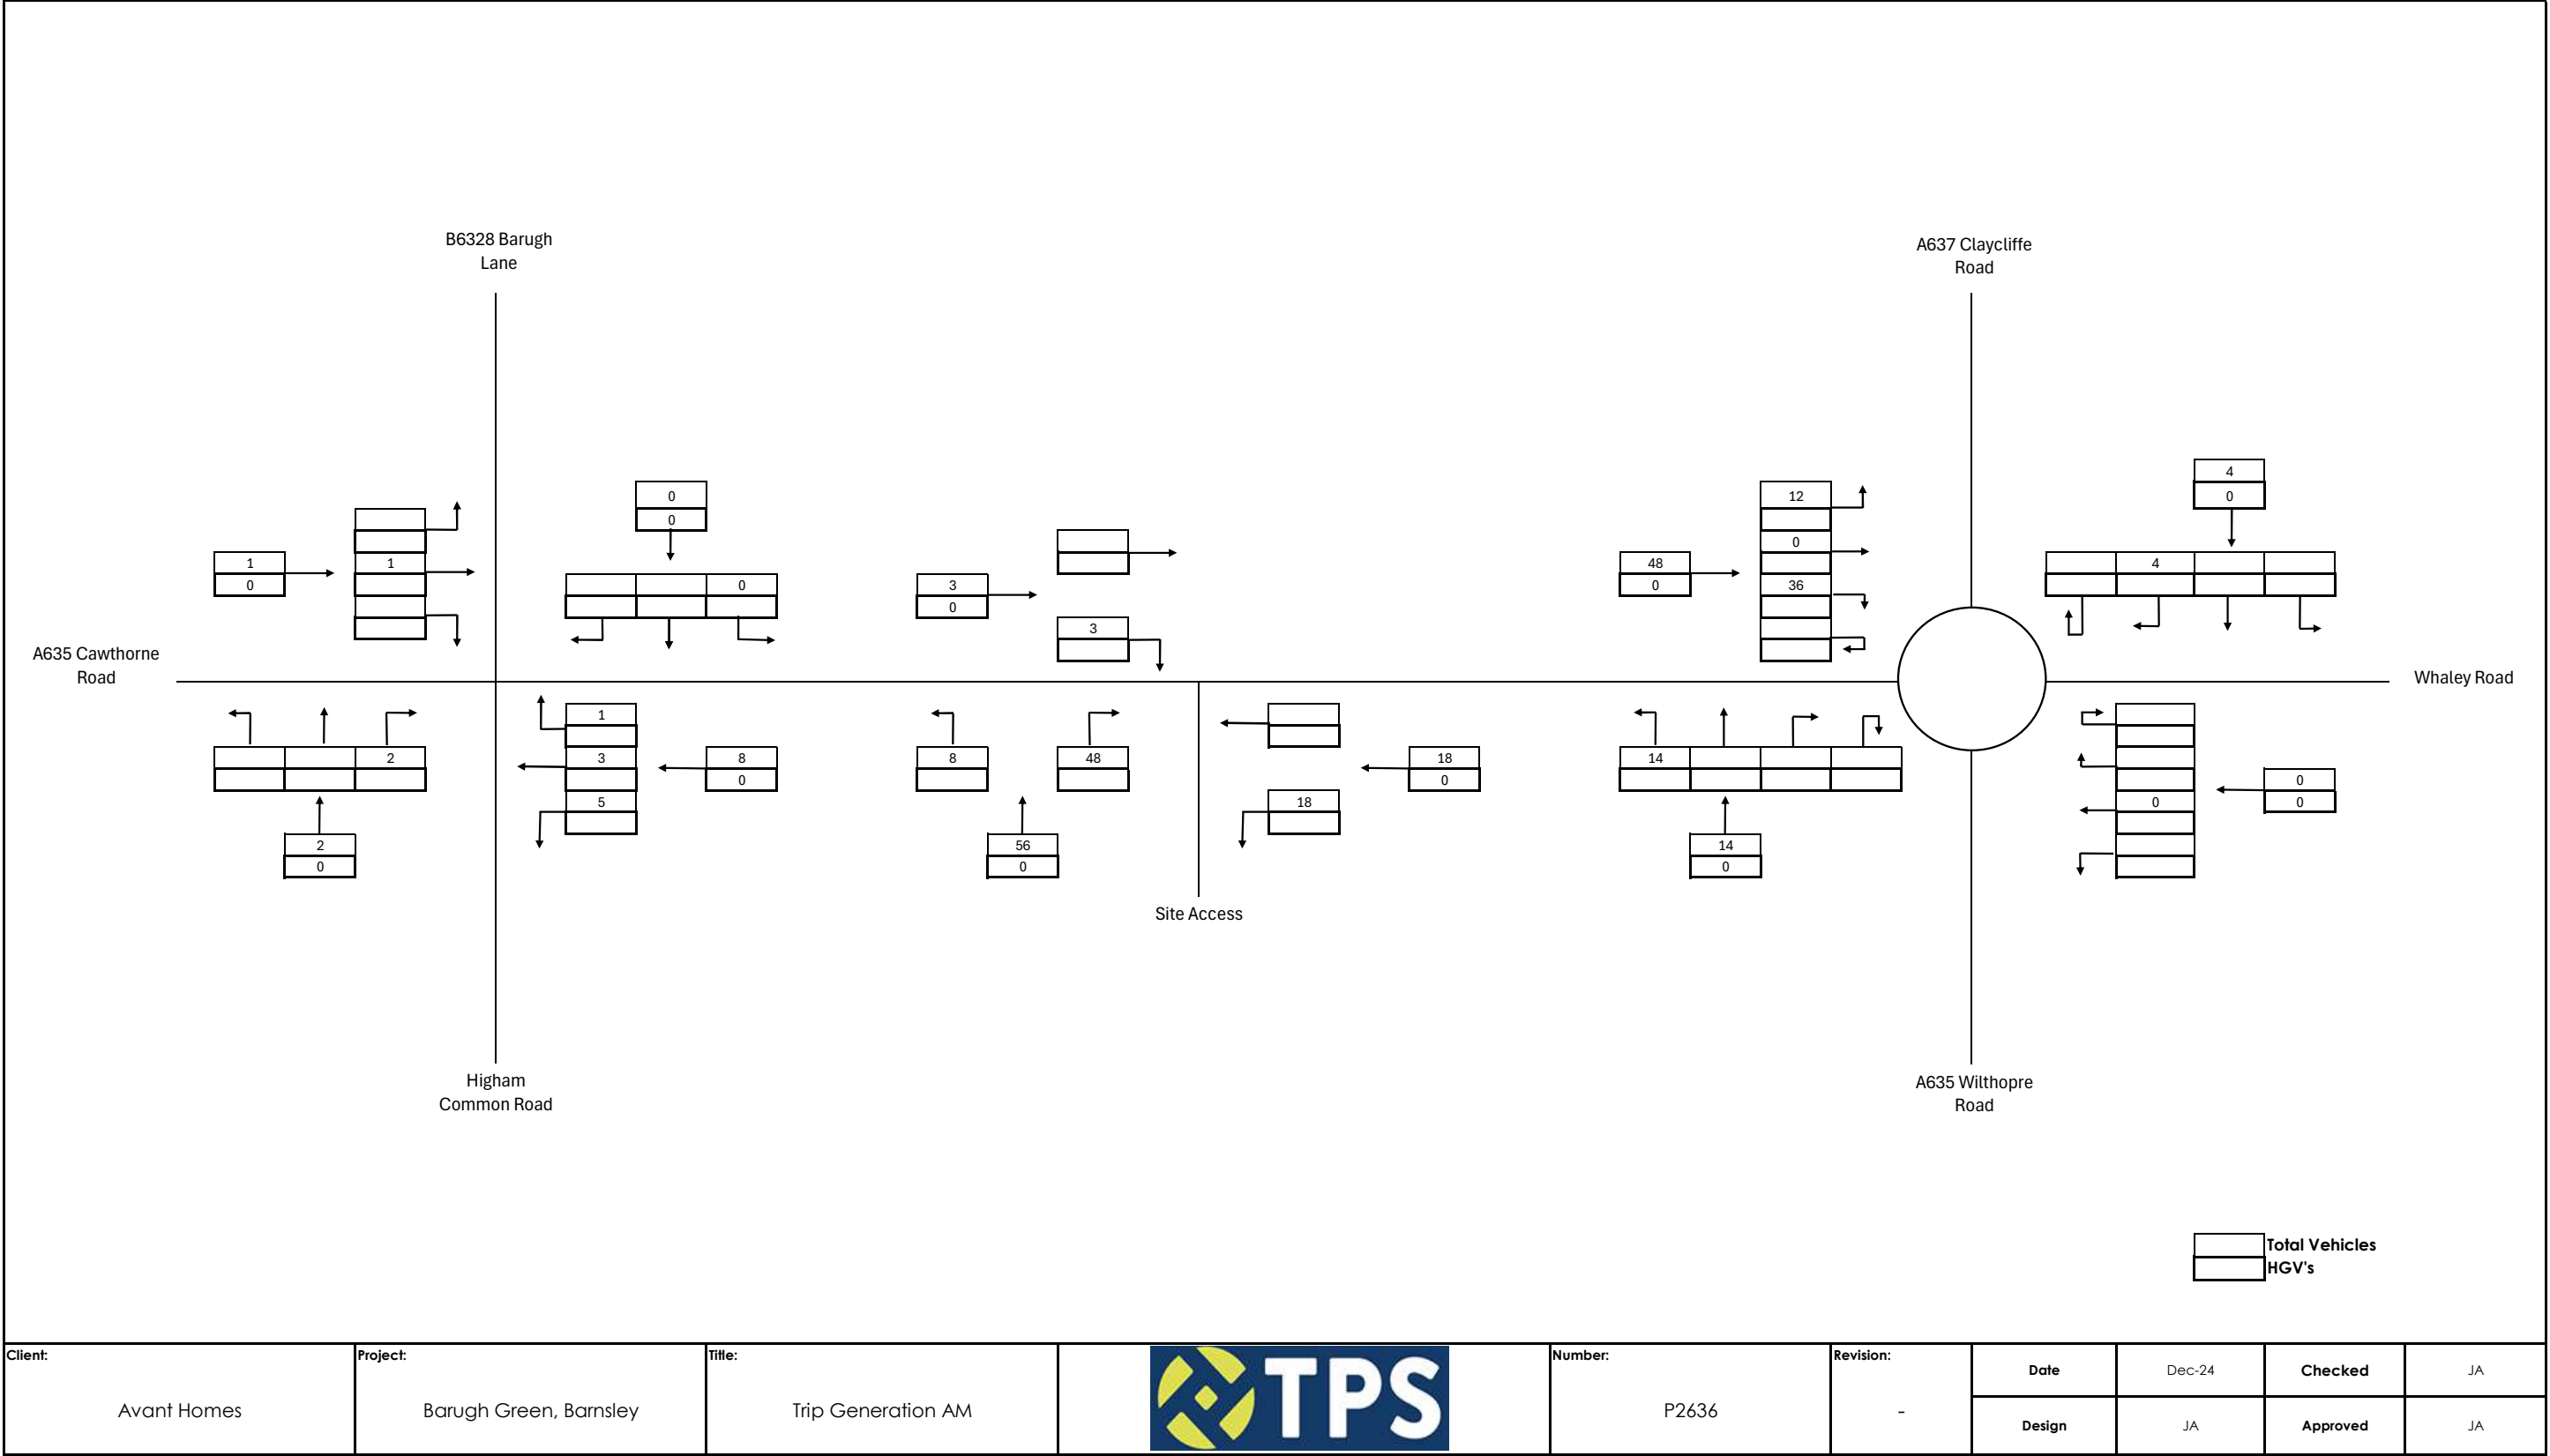 B6328 Barugh
Lane
A637 Claycliffe
Road
4
0
0
0
12
0
36
48
0
4
1
0
1
0
3
0
3
A635 Cawthorne
Road
Whaley Road
2
2
0
1
3
5
8
0
8
48
56
0
18
18
0
14
14
0
0
0
0
Site Access
Higham
Common Road
A635 Wilthopre
Road
Total Vehicles
HGV's
Client:
Avant Homes
Project:
Barugh Green, Barnsley
Title:
Trip Generation AM
TPS
Number:
P2636
Revision:
-
Date
Dec-24
Checked
JA
Design
JA
Approved
JA